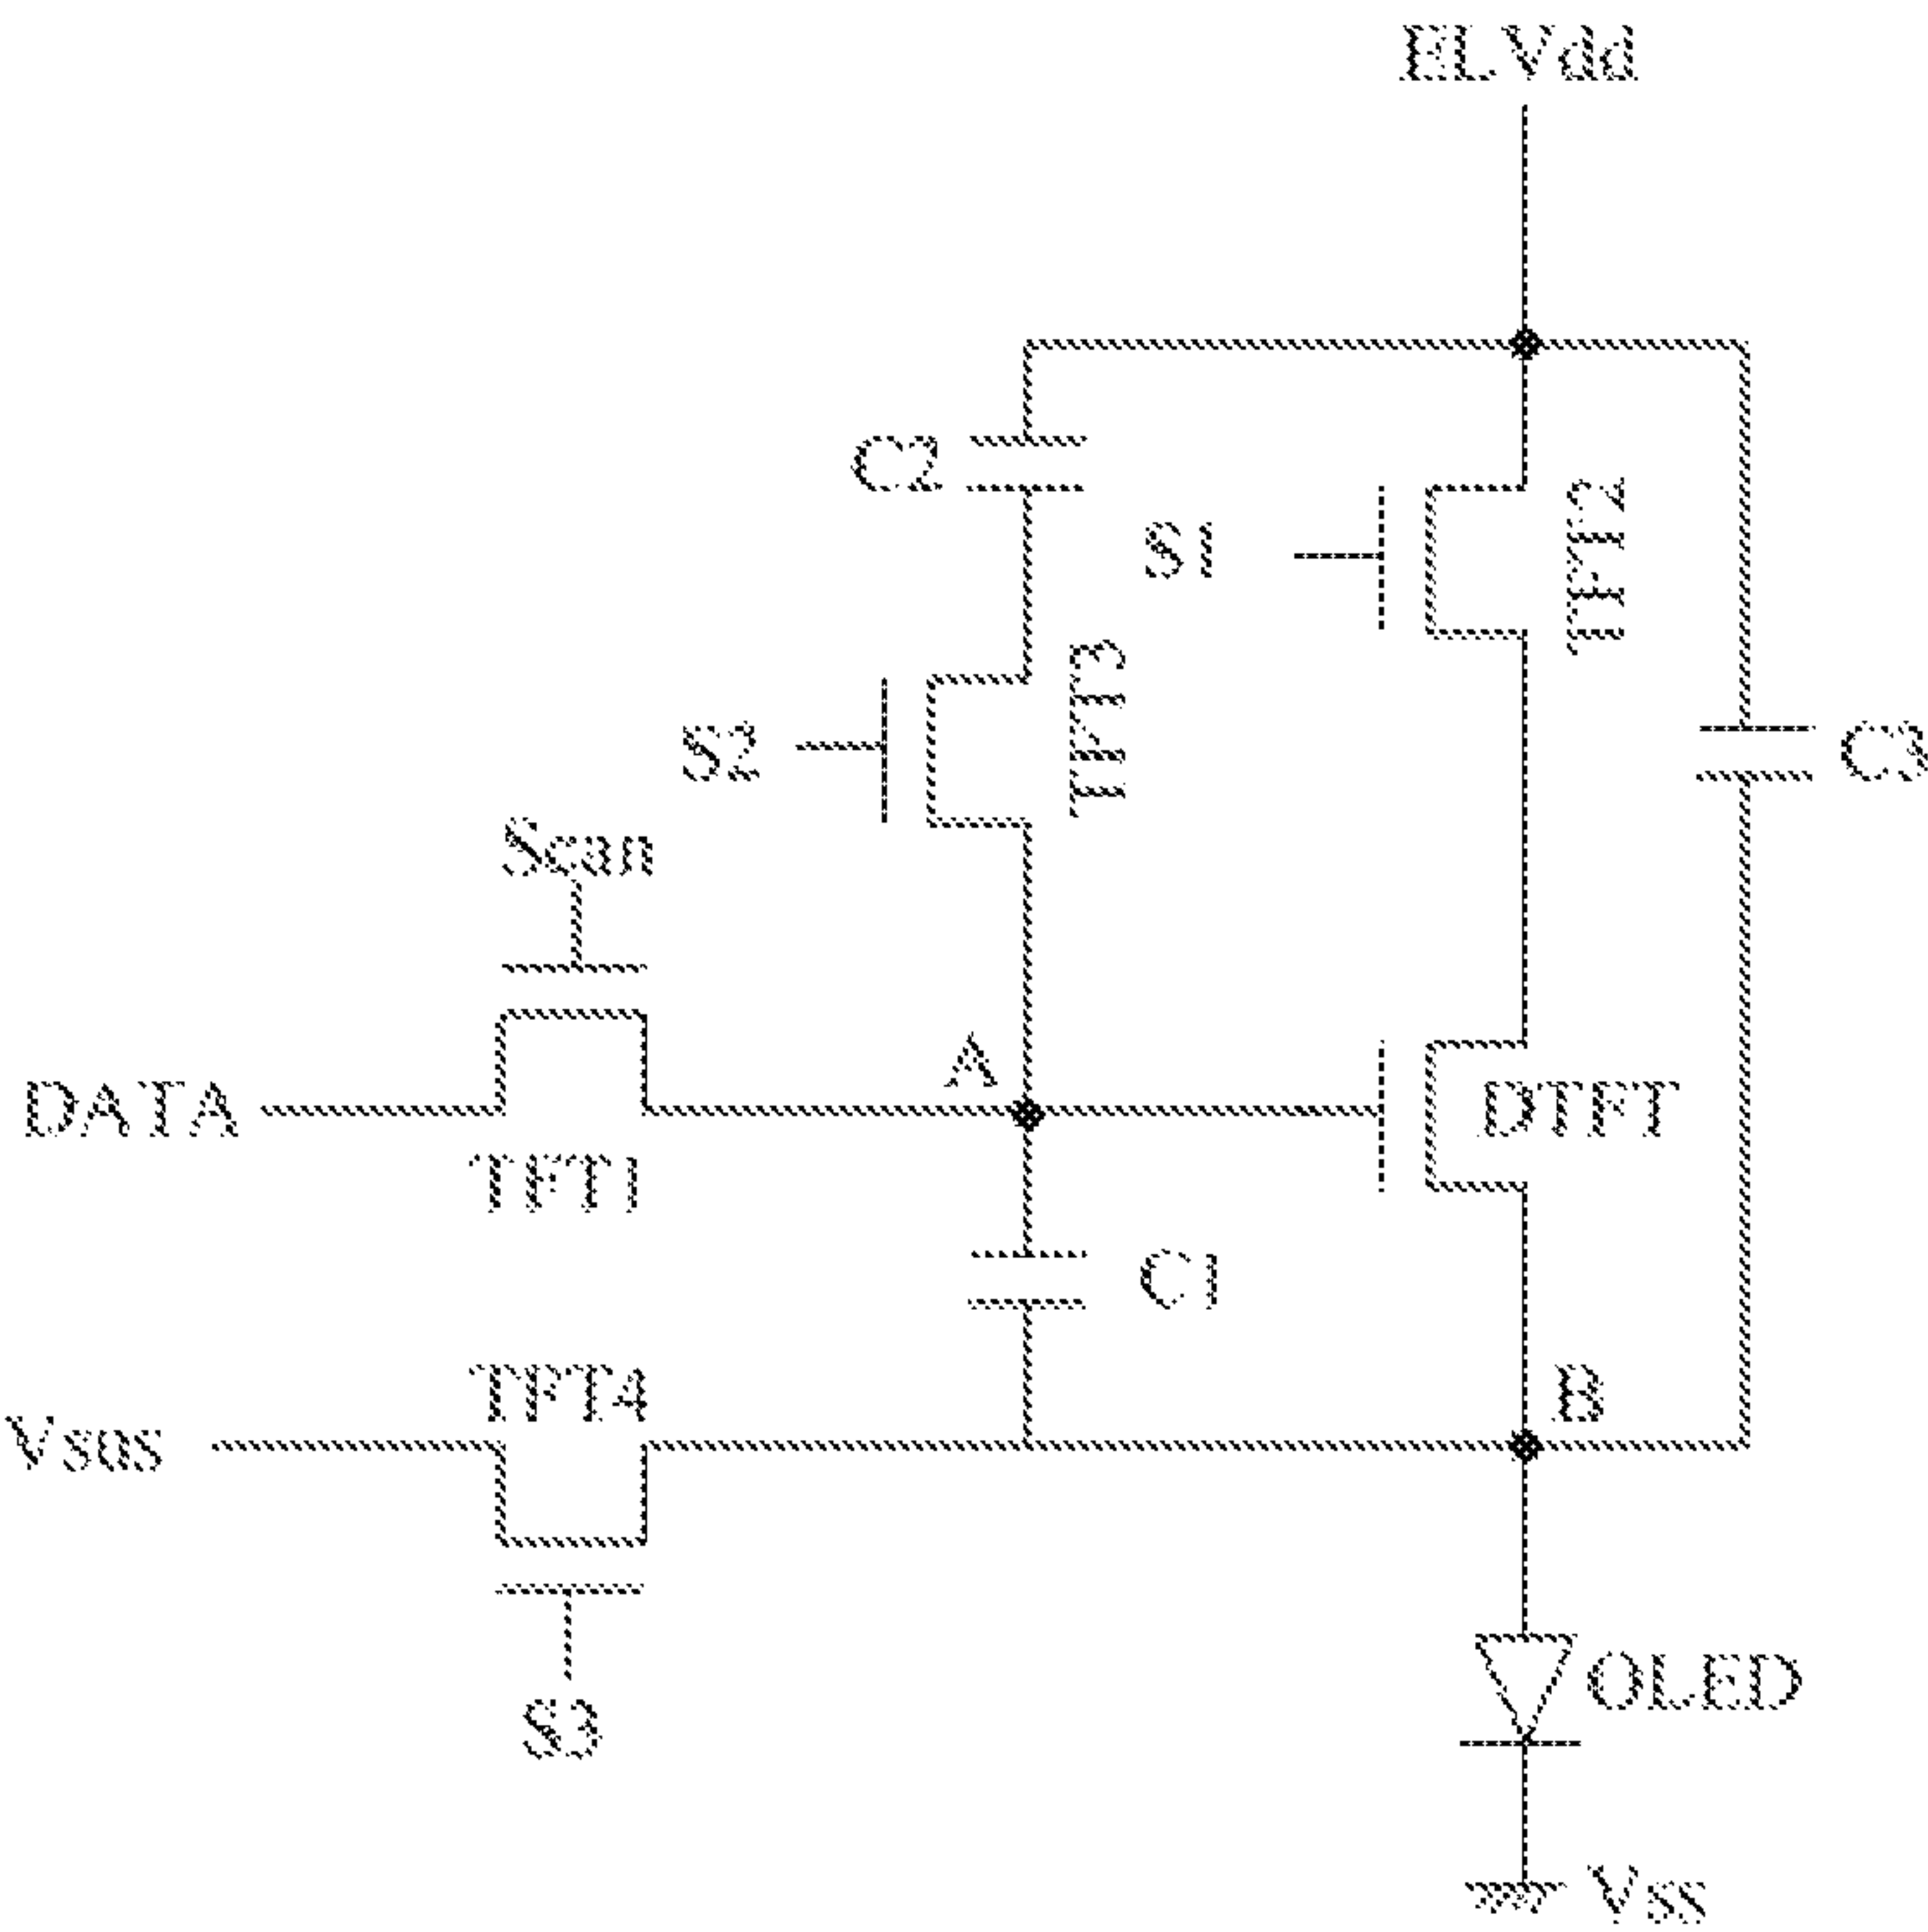 ELVdd
C2
S1
TFT2
TFT3
S2
C3
Scan
A
DATA
DTFT
TFT1
C1
TFT4
B
Vsus
OLED
S3
Vss